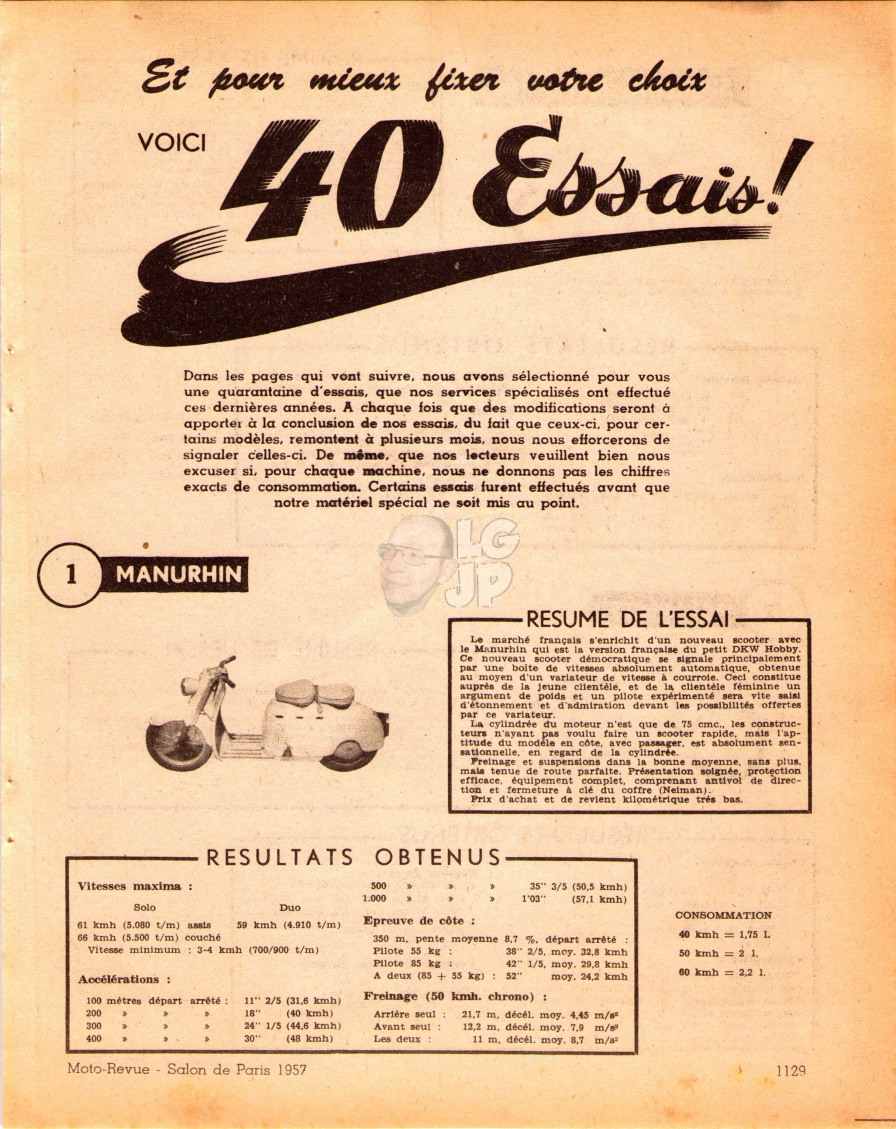 Et pour mieux fixer votre choix
VOICI
40 Essais!
Dans les pages qui vont suivre, nous avons sélectionné pour vous
une quarantaine d'essais, que nos services spécialisés ont effectué
ces dernières années. A chaque fois que des modifications seront à
apporter à la conclusion de nos essais, du fait que ceux-ci, pour cer-
tains modèles, remontent à plusieurs mois, nous nous efforcerons de
signaler celles-ci. De même, que nos lecteurs veuillent bien nous
excuser si, pour chaque machine, nous ne donnons pas les chiffres
exacts de consommation. Certains essais furent effectués avant que
notre matériel spécial ne soit mis au point.
LG
JP
1 MANURHIN
RESUME DE L'ESSAI
Le marché français s'enrichit d'un nouveau scooter avec
le Manurhin qui est la version française du petit DKW Hobby.
Ce nouveau scooter démocratique se signale principalement
par une boîte de vitesses absolument automatique, obtenue
au moyen d'un variateur de vitesse à courroie. Ceci constitue
auprès de la jeune clientèle, et de la clientèle féminine un
argument de poids et un pilote expérimenté sera vite saisi
d'étonnement et d'admiration devant les possibilités offertes
par ce variateur.
La cylindrée du moteur n'est que de 75 cmc., les construc-
teurs n'ayant pas voulu faire un scooter rapide, mais l'ap-
titude du modèle en côte, avec passager, est absolument sen-
sationnelle, en regard de la cylindrée.
Freinage et suspensions dans la bonne moyenne, sans plus,
mais tenue de route parfaite. Présentation soignée, protection
efficace, équipement complet, comprenant antivol de direc-
tion et fermeture à clé du coffre (Neiman).
Prix d'achat et de revient kilométrique très bas.
RESULTATS OBTENUS
Vitesses maxima :
Solo Duo
61 kmh (5.080 t/m) assis 59 kmh (4.910 t/m)
66 kmh (5.500 t/m) couché
Vitesse minimum : 3-4 kmh (700/900 t/m)
Accélérations :
100 mètres départ arrêté : 11'' 2/5 (31,6 kmh)
200 » » » 18'' (40 kmh)
300 » » » 24'' 1/5 (44,6 kmh)
400 » » » 30'' (48 kmh)
500 » » » 35'' 3/5 (50,5 kmh)
1.000 » » » 1'03'' (57,1 kmh)
Epreuve de côte :
350 m, pente moyenne 8,7 %, départ arrêté :
Pilote 55 kg : 38'' 2/5, moy. 32,8 kmh
Pilote 85 kg : 42'' 1/5, moy. 29,8 kmh
A deux (85 + 55 kg) : 52'' moy. 24,2 kmh
Freinage (50 kmh. chrono) :
Arrière seul : 21,7 m, décél. moy. 4,45 m/s²
Avant seul : 12,2 m, décél. moy. 7,9 m/s²
Les deux : 11 m, décél. moy. 8,7 m/s²
CONSOMMATION
40 kmh = 1,75 l.
50 kmh = 2 l.
60 kmh = 2,2 l.
Moto-Revue - Salon de Paris 1957 1129